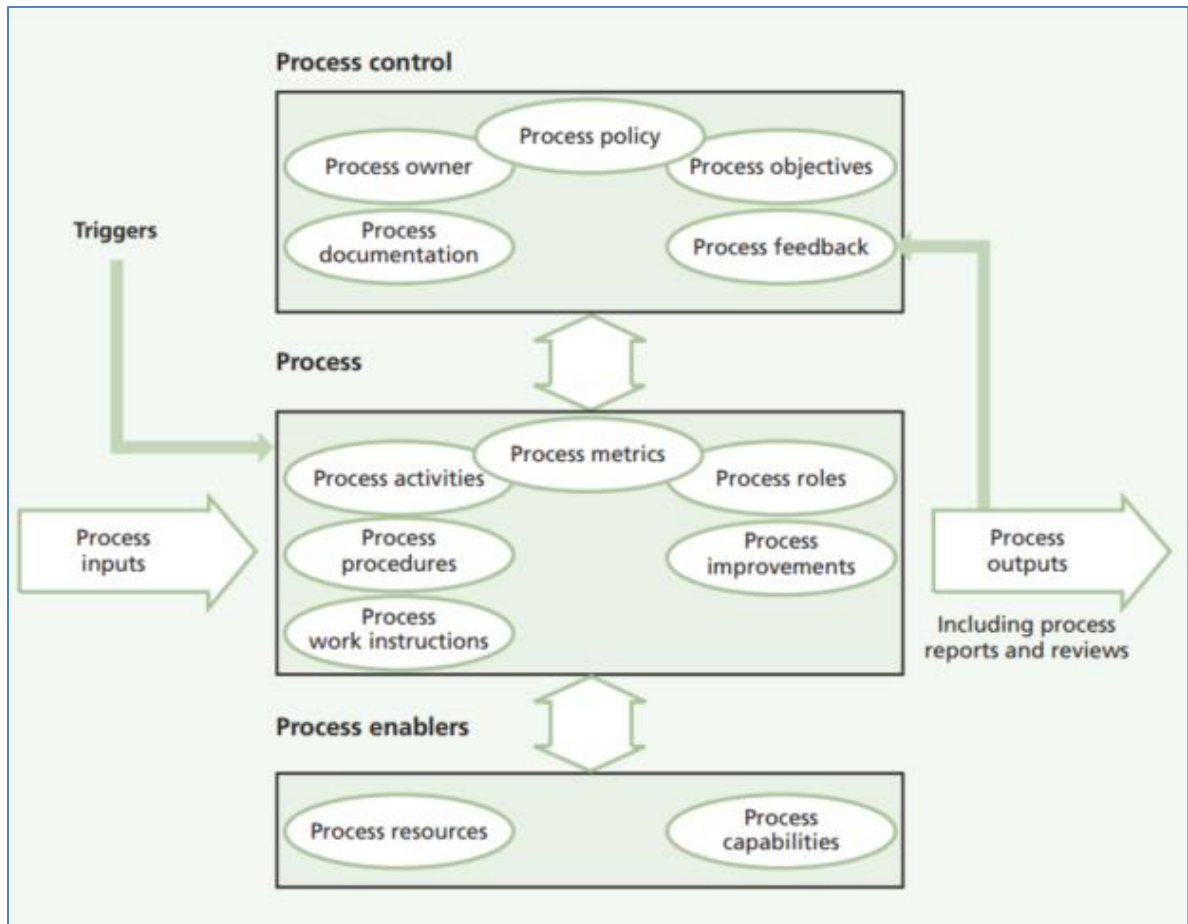 Process control
Process policy
Process owner
Process objectives
Triggers
Process
documentation
Process feedback
Process
Process metrics
Process activities
Process roles
Process
inputs
Process
procedures
Process
improvements
Process
outputs
Process
work instructions
Including process
reports and reviews
Process enablers
Process resources
Process
capabilities